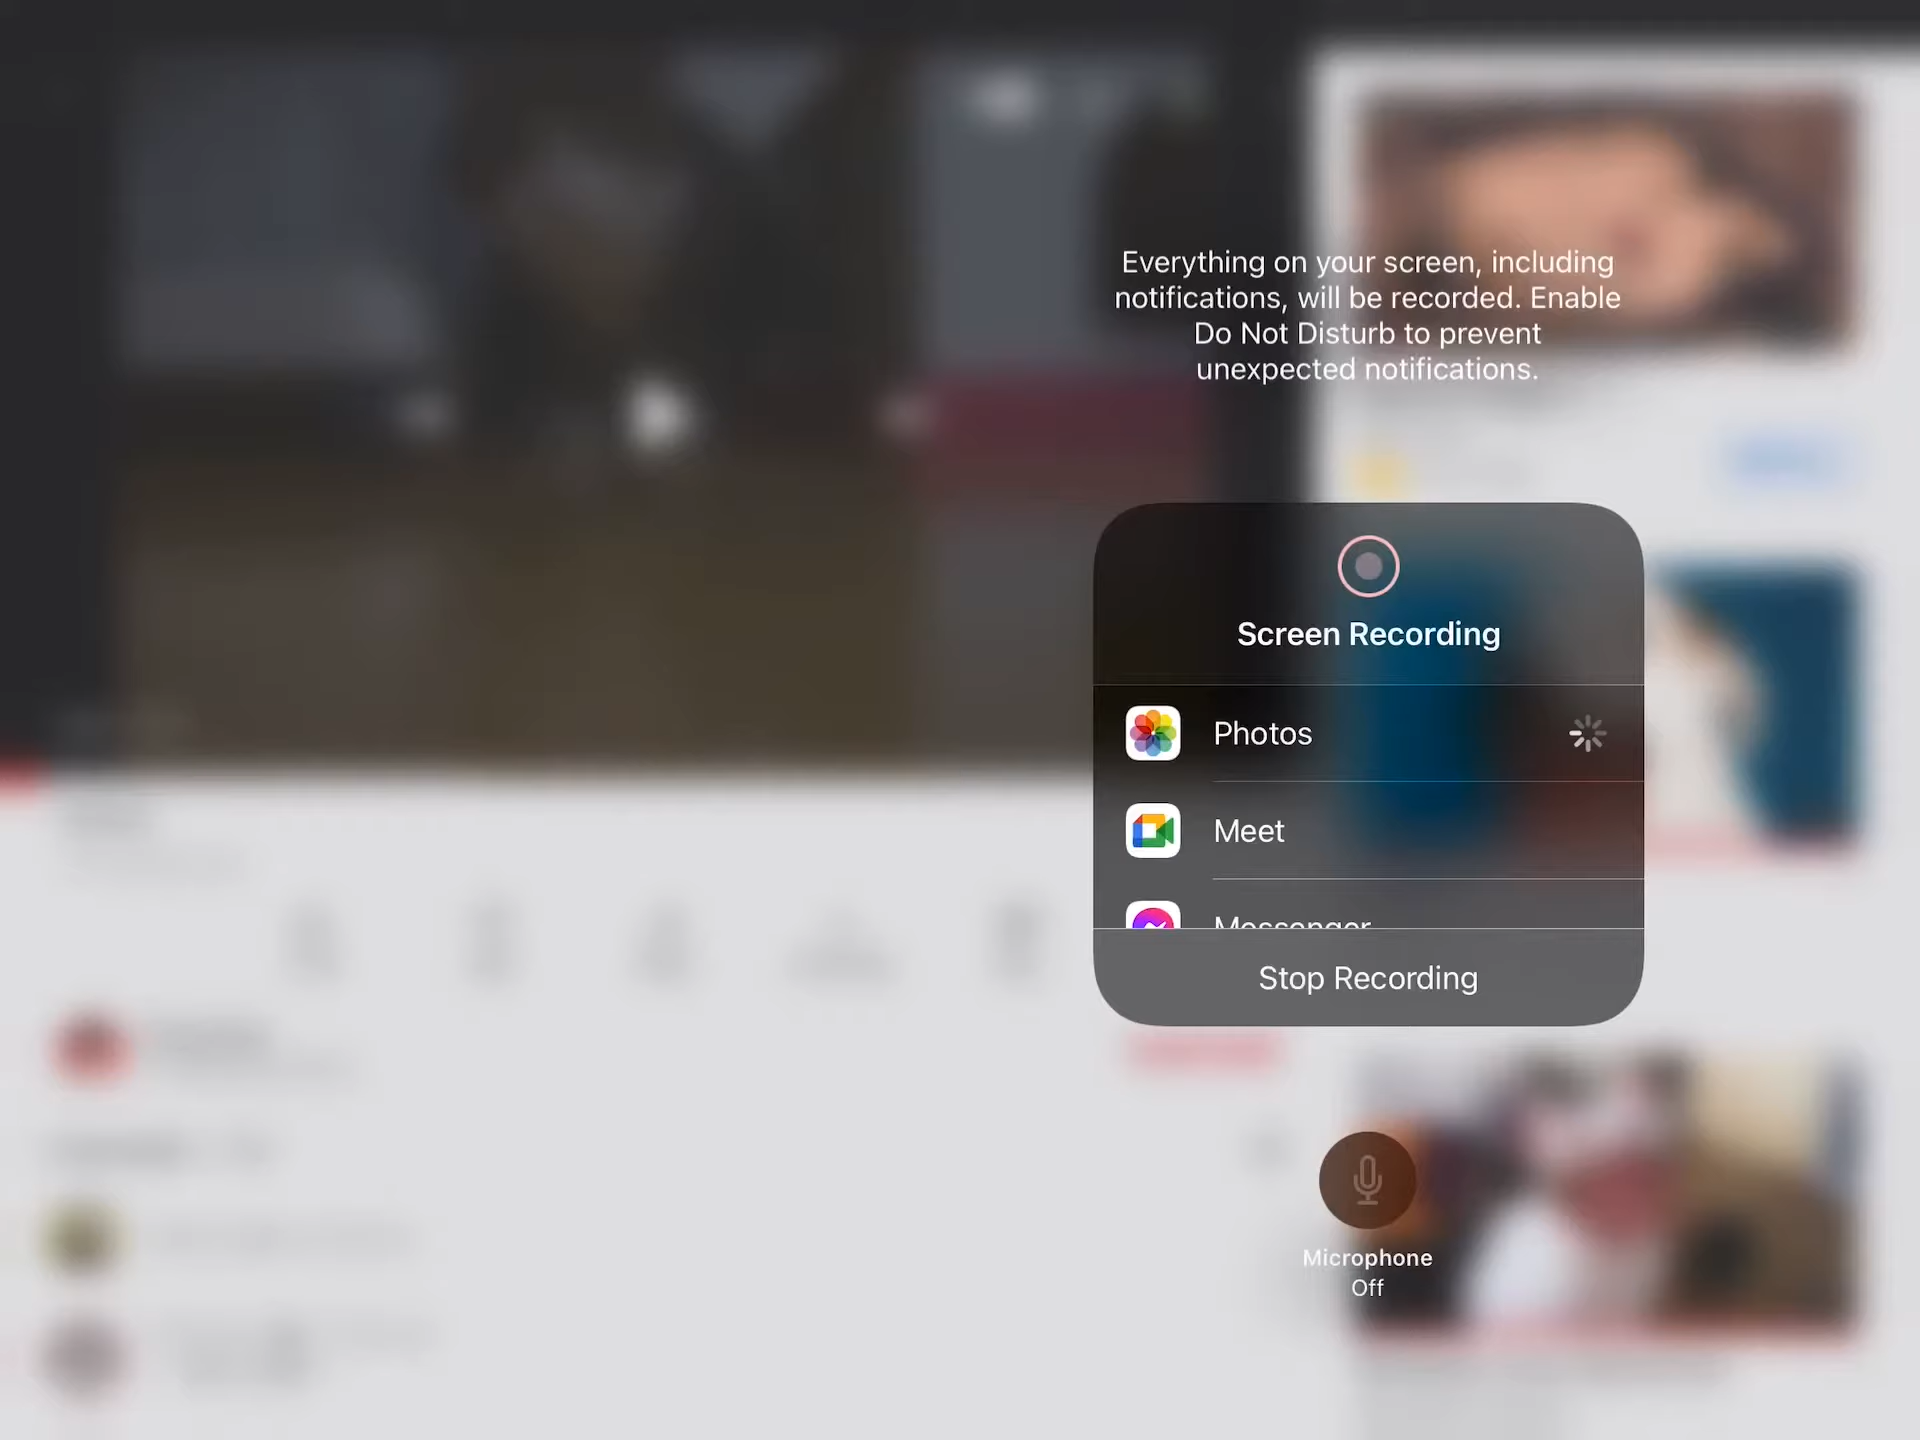 Everything on your screen, including
notifications, will be recorded. Enable
Do Not Disturb to prevent
unexpected notifications.
Screen Recording
Photos
Meet
Messenger
Stop Recording
Microphone
Off